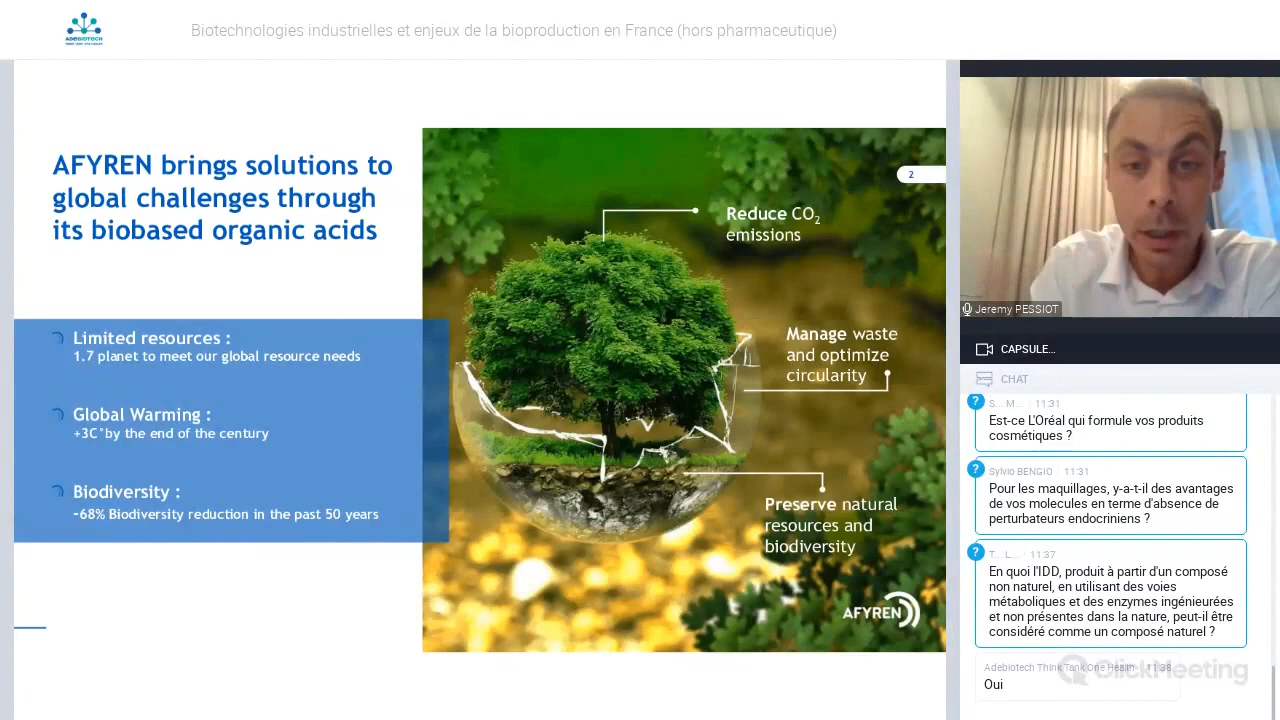 ADEBIOTECH
Biotechnologies industrielles et enjeux de la bioproduction en France (hors pharmaceutique)
AFYREN brings solutions to
global challenges through
its biobased organic acids
Limited resources :
1.7 planet to meet our global resource needs
Global Warming :
+3C°by the end of the century
Biodiversity :
-68% Biodiversity reduction in the past 50 years
2
Reduce CO2
emissions
Manage waste
and optimize
circularity
Preserve natural
resources and
biodiversity
AFYREN
Jeremy PESSIOT
CAPSULE...
CHAT
? S... M... · 11:31
Est-ce L'Oréal qui formule vos produits
cosmétiques ?
? Sylvio BENGIO · 11:31
Pour les maquillages, y-a-t-il des avantages
de vos molecules en terme d'absence de
perturbateurs endocriniens ?
? T... L... · 11:37
En quoi l'IDD, produit à partir d'un composé
non naturel, en utilisant des voies
métaboliques et des enzymes ingénieurées
et non présentes dans la nature, peut-il être
considéré comme un composé naturel ?
Adebiotech Think Tank One Health · 11:38
Oui
ClickMeeting